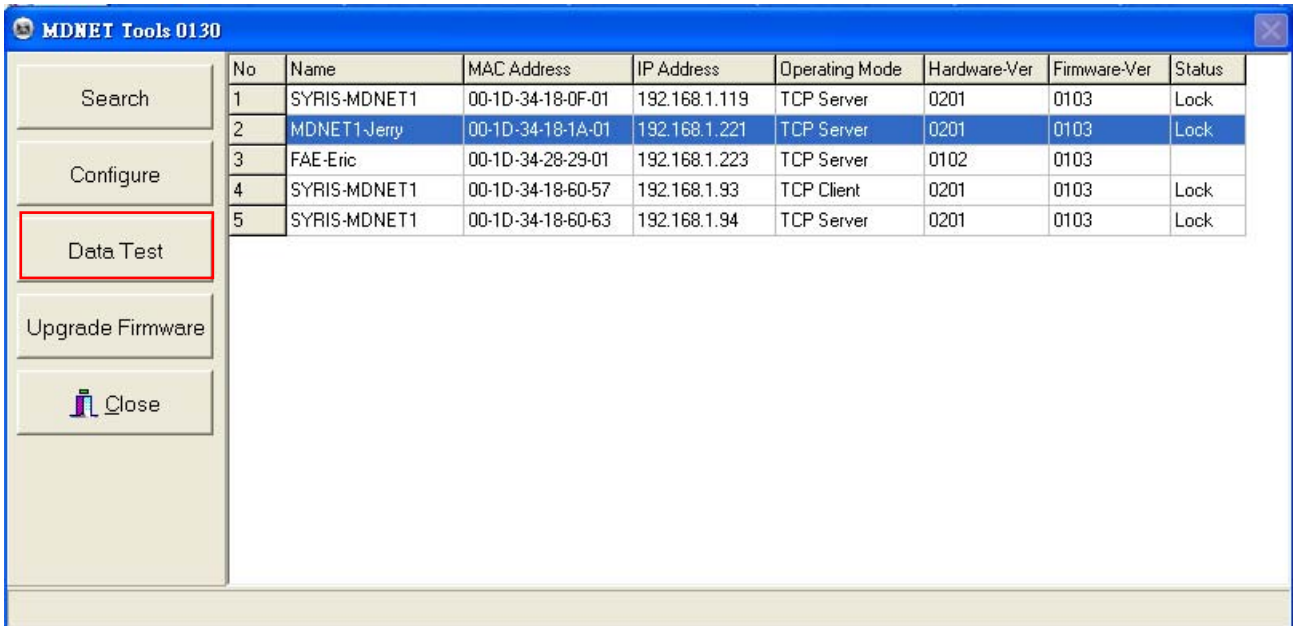 MDNET Tools 0130
Search
Configure
Data Test
Upgrade Firmware
Close
No Name MAC Address IP Address Operating Mode Hardware-Ver Firmware-Ver Status
1 SYRIS-MDNET1 00-1D-34-18-0F-01 192.168.1.119 TCP Server 0201 0103 Lock
2 MDNET1-Jerry 00-1D-34-18-1A-01 192.168.1.221 TCP Server 0201 0103 Lock
3 FAE-Eric 00-1D-34-28-29-01 192.168.1.223 TCP Server 0102 0103
4 SYRIS-MDNET1 00-1D-34-18-60-57 192.168.1.93 TCP Client 0201 0103 Lock
5 SYRIS-MDNET1 00-1D-34-18-60-63 192.168.1.94 TCP Server 0201 0103 Lock